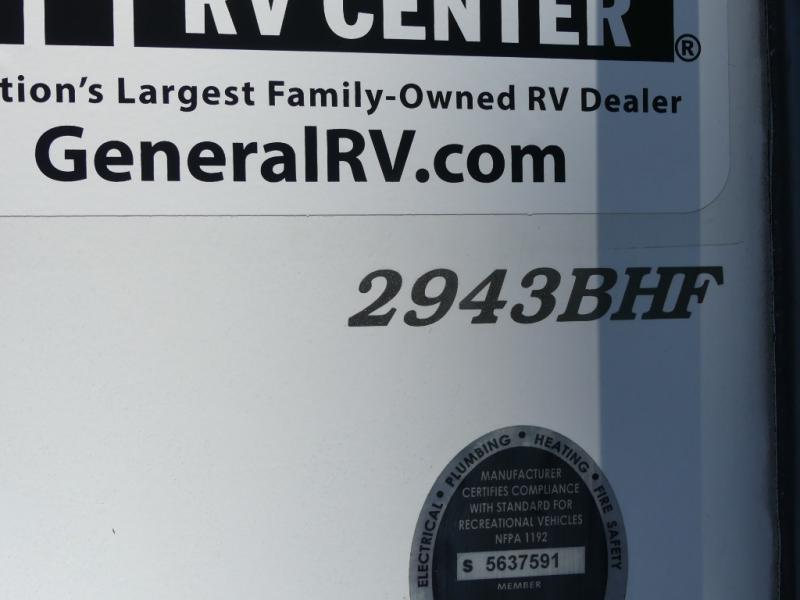 RV CENTER
®
tion's Largest Family-Owned RV Dealer
GeneralRV.com
2943BHF
ELECTRICAL • PLUMBING • HEATING • FIRE SAFETY
MANUFACTURER
CERTIFIES COMPLIANCE
WITH STANDARD FOR
RECREATIONAL VEHICLES
NFPA 1192
S 5637591
MEMBER